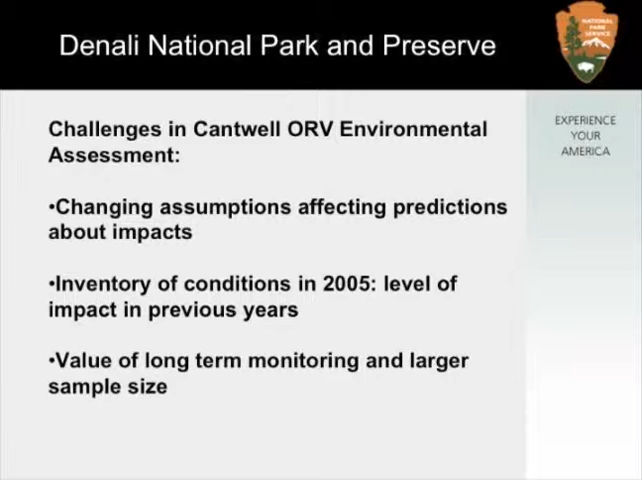 Denali National Park and Preserve
NATIONAL
PARK
SERVICE
EXPERIENCE
YOUR
AMERICA
Challenges in Cantwell ORV Environmental
Assessment:
•Changing assumptions affecting predictions
about impacts
•Inventory of conditions in 2005: level of
impact in previous years
•Value of long term monitoring and larger
sample size